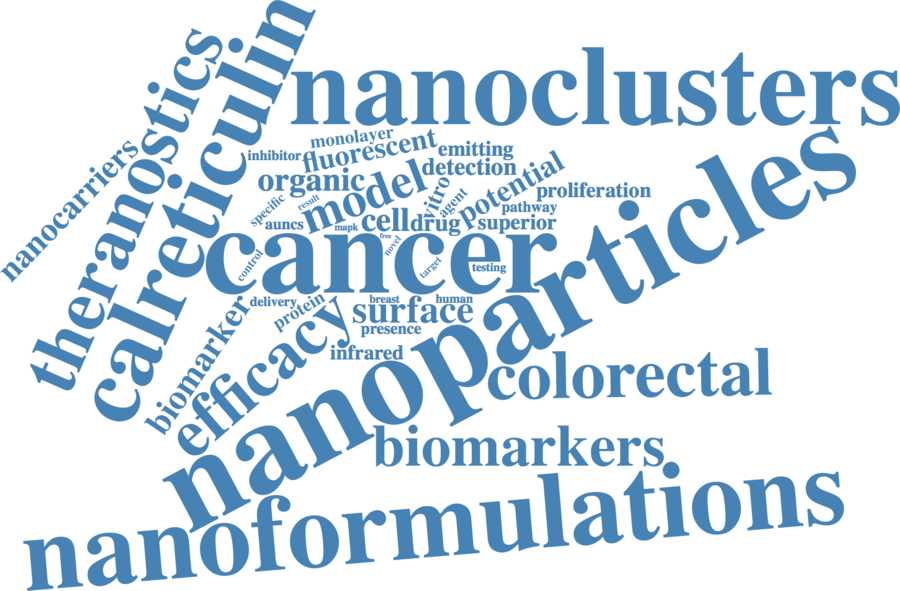 nanoclusters
theranostics
calreticulin
nanocarriers
monolayer
inhibitor
fluorescent
emitting
detection
organic
model
vitro
agent
potential
proliferation
specific
result
pathway
auncs
mapk
cell
drug
superior
free
novel
cancer
control
target
testing
nanoparticles
delivery
protein
breast
human
surface
presence
biomarker
efficacy
infrared
colorectal
biomarkers
nanoformulations